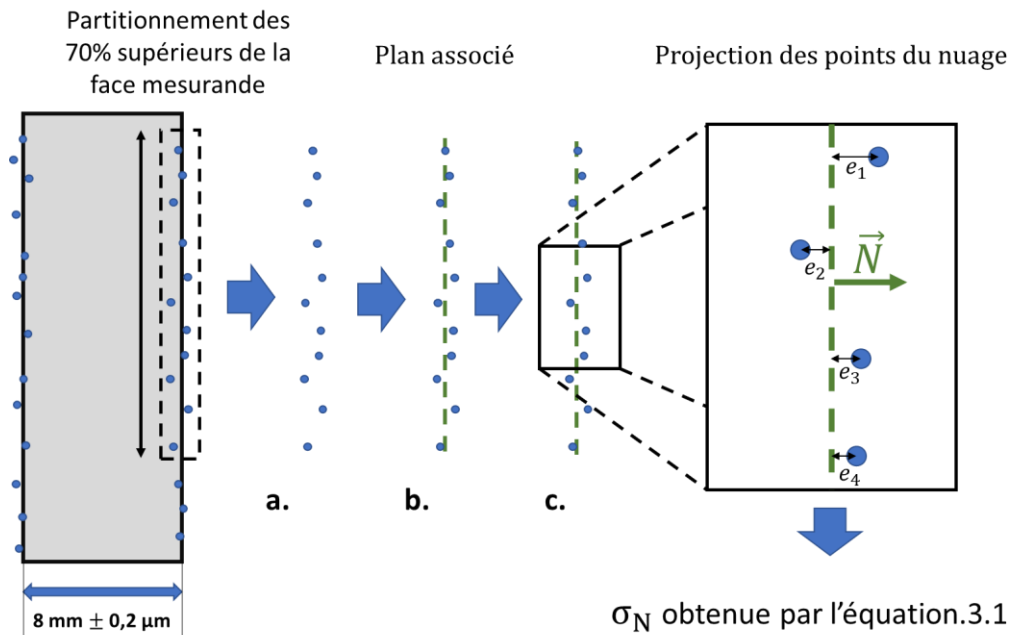 Partitionnement des
70% supérieurs de la
face mesurande
Plan associé
Projection des points du nuage
e₁
e₂
N⃗
e₃
e₄
a.
b.
c.
8 mm ± 0,2 µm
σ_N obtenue par l’équation.3.1